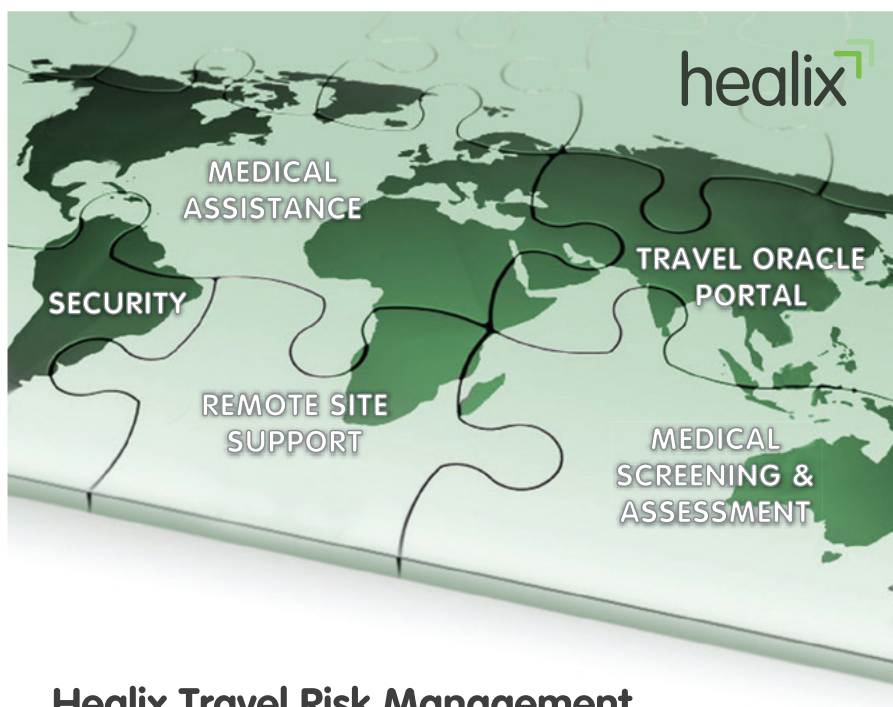 healix
MEDICAL
ASSISTANCE
TRAVEL ORACLE
PORTAL
SECURITY
REMOTE SITE
SUPPORT
MEDICAL
SCREENING &
ASSESSMENT
Healix Travel Risk Management